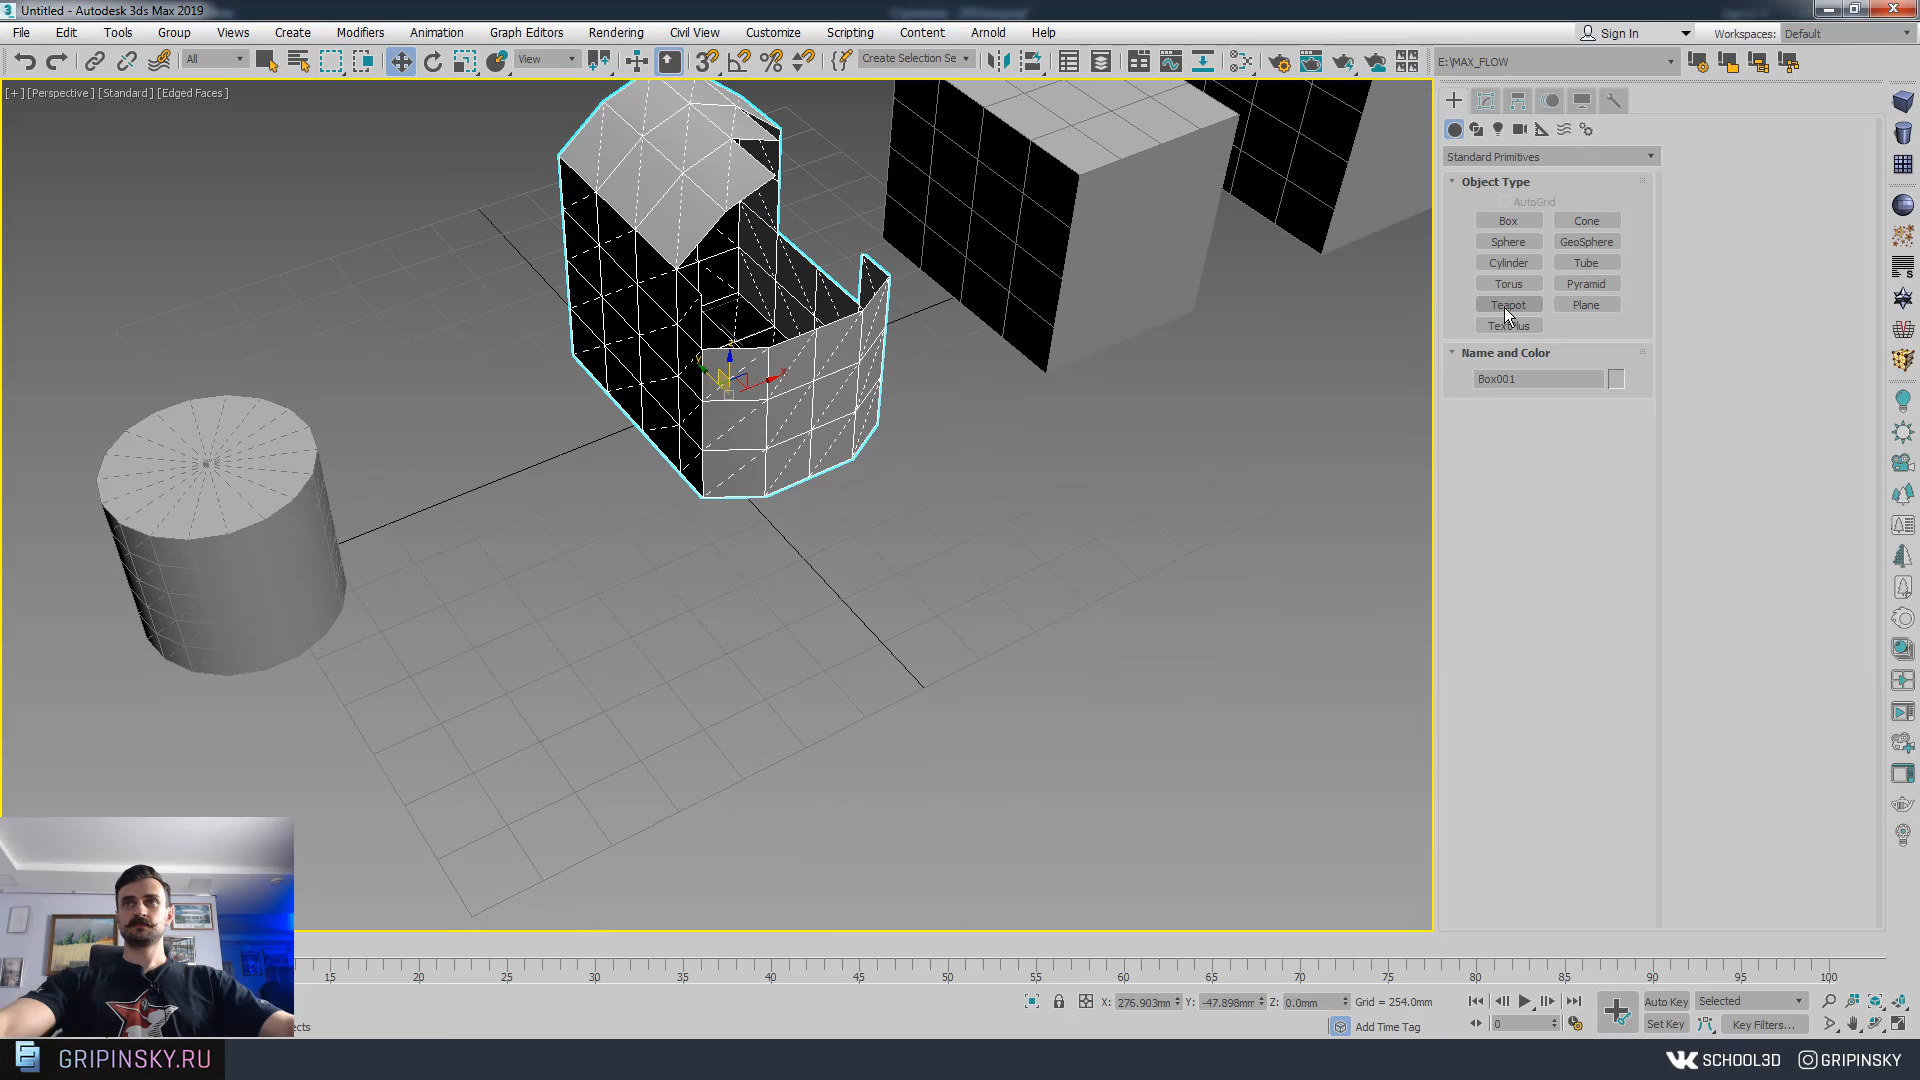 Untitled - Autodesk 3ds Max 2019
File Edit Tools Group Views Create Modifiers Animation Graph Editors Rendering Civil View Customize Scripting Content Arnold Help Sign In Workspaces: Default
All View Create Selection Se E:\MAX_FLOW
[+] [Perspective] [Standard] [Edged Faces]
Standard Primitives
Object Type
AutoGrid
Box Cone
Sphere GeoSphere
Cylinder Tube
Torus Pyramid
Teapot Plane
Name and Color
Box001
z
y
x
15 20 25 30 35 40 45 50 55 60 65 70 75 80 85 90 95 100
X: 276.903mm Y: -47.898mm Z: 0.0mm Grid = 254.0mm Auto Key Selected
Add Time Tag 0 Set Key Key Filters...
GRIPINSKY.RU SCHOOL3D GRIPINSKY